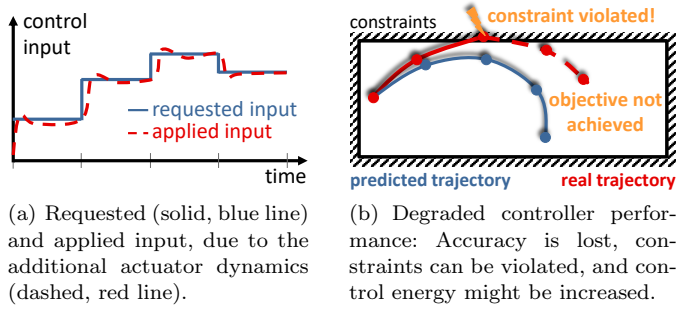 control
input
requested input
applied input
time
(a) Requested (solid, blue line)
and applied input, due to the
additional actuator dynamics
(dashed, red line).
constraints
constraint violated!
objective not
achieved
predicted trajectory real trajectory
(b) Degraded controller perfor-
mance: Accuracy is lost, con-
straints can be violated, and con-
trol energy might be increased.